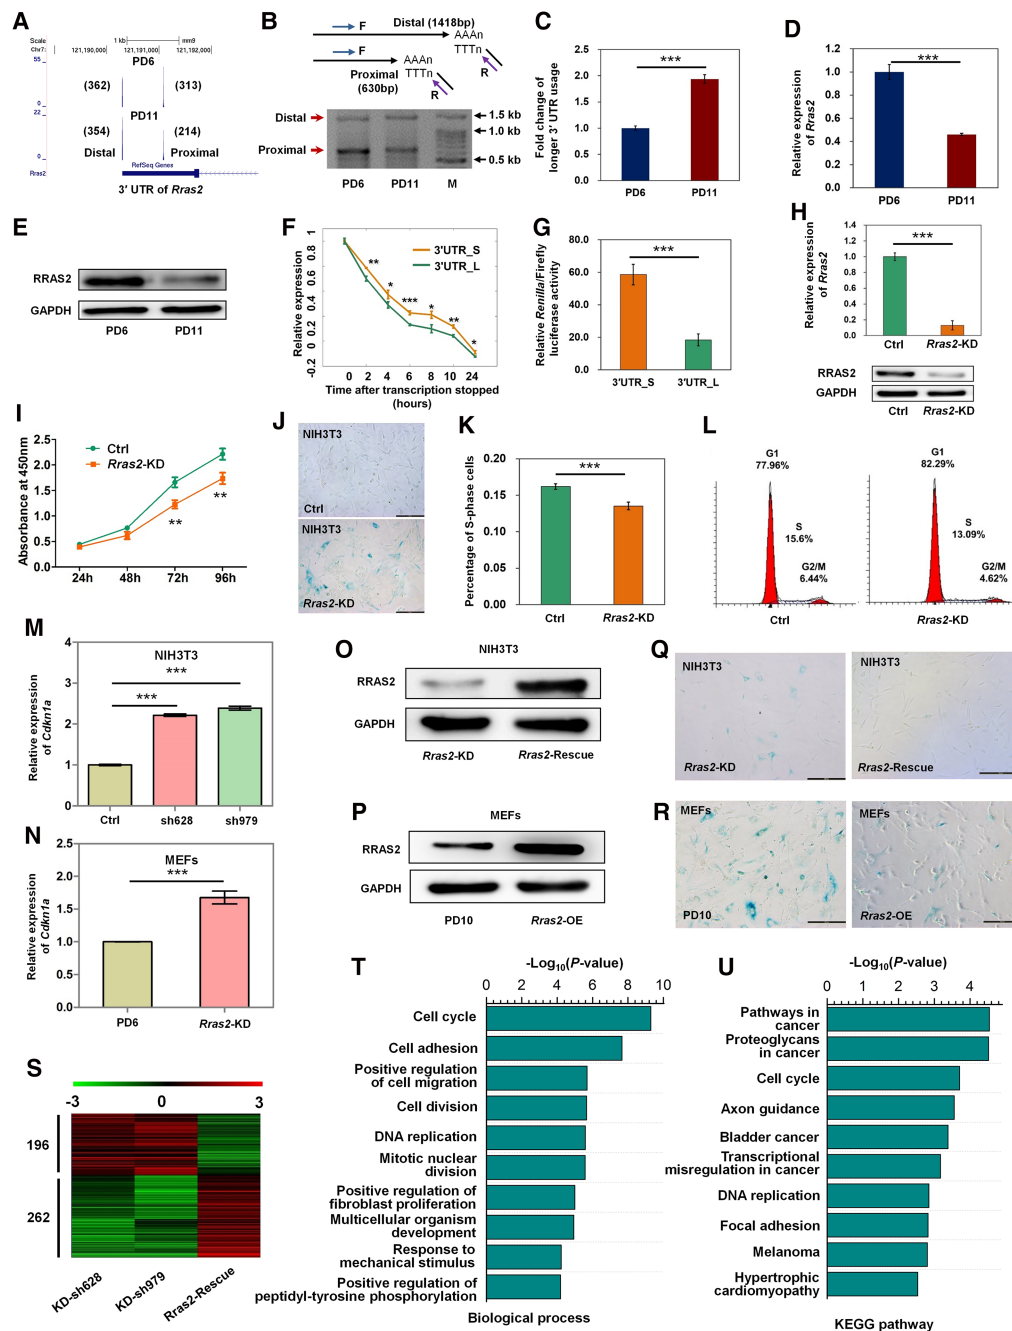 A
Scale
1 kb
mm9
Chr7:
121,190,000
121,191,000
121,192,000
55
PD6
(362)
(313)
0
22
PD11
(354)
(214)
Distal
Proximal
0
RefSeq Genes
Rras2
3' UTR of Rras2
B
F
Distal (1418bp)
AAAn
TTTn
F
AAAn
TTTn
R
Proximal
(630bp)
R
Distal
1.5 kb
1.0 kb
Proximal
0.5 kb
PD6
PD11
M
C
Fold change of
longer 3' UTR usage
2.5
2.0
1.5
1.0
0.5
0.0
***
PD6
PD11
D
Relative expression
of Rras2
1.2
1.0
0.8
0.6
0.4
0.2
0.0
***
PD6
PD11
E
RRAS2
GAPDH
PD6
PD11
F
Relative expression
1
0.8
0.6
0.4
0.2
0
-0.2
3'UTR_S
3'UTR_L
**
*
***
*
**
*
0
2
4
6
8
10
24
Time after transcription stopped
(hours)
G
Relative Renilla/Firefly
luciferase activity
80.0
60.0
40.0
20.0
0.0
***
3'UTR_S
3'UTR_L
H
Relative expression
of Rras2
1.4
1.2
1.0
0.8
0.6
0.4
0.2
0.0
***
Ctrl
Rras2-KD
RRAS2
GAPDH
Ctrl
Rras2-KD
I
Absorbance at 450nm
2.5
2.0
1.5
1.0
0.5
0.0
Ctrl
Rras2-KD
**
**
24h
48h
72h
96h
J
NIH3T3
Ctrl
NIH3T3
Rras2-KD
K
Percentage of S-phase cells
0.20
0.15
0.10
0.05
0.00
***
Ctrl
Rras2-KD
L
G1
77.96%
S
15.6%
G2/M
6.44%
Ctrl
G1
82.29%
S
13.09%
G2/M
4.62%
Rras2-KD
M
Relative expression
of Cdkn1a
4
3
2
1
0
NIH3T3
***
***
Ctrl
sh628
sh979
N
Relative expression
of Cdkn1a
2.5
2.0
1.5
1.0
0.5
0.0
MEFs
***
PD6
Rras2-KD
O
NIH3T3
RRAS2
GAPDH
Rras2-KD
Rras2-Rescue
P
MEFs
RRAS2
GAPDH
PD10
Rras2-OE
Q
NIH3T3
Rras2-KD
NIH3T3
Rras2-Rescue
R
MEFs
PD10
MEFs
Rras2-OE
S
-3
0
3
196
262
KD-sh628
KD-sh979
Rras2-Rescue
T
-Log10(P-value)
0
2
4
6
8
10
Cell cycle
Cell adhesion
Positive regulation
of cell migration
Cell division
DNA replication
Mitotic nuclear
division
Positive regulation of
fibroblast proliferation
Multicellular organism
development
Response to
mechanical stimulus
Positive regulation of
peptidyl-tyrosine phosphorylation
Biological process
U
-Log10(P-value)
0
1
2
3
4
Pathways in
cancer
Proteoglycans
in cancer
Cell cycle
Axon guidance
Bladder cancer
Transcriptional
misregulation in cancer
DNA replication
Focal adhesion
Melanoma
Hypertrophic
cardiomyopathy
KEGG pathway